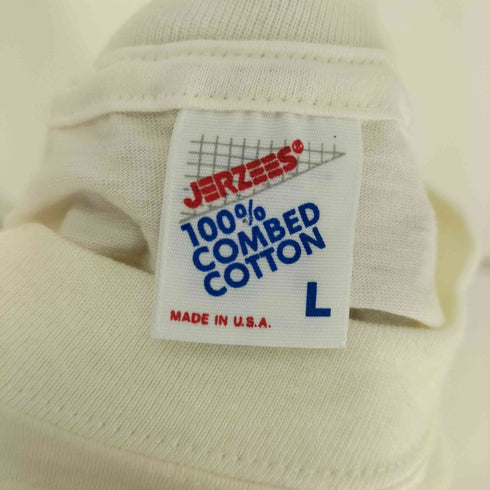 JERZEES
100%
COMBED
COTTON
L
MADE IN U.S.A.